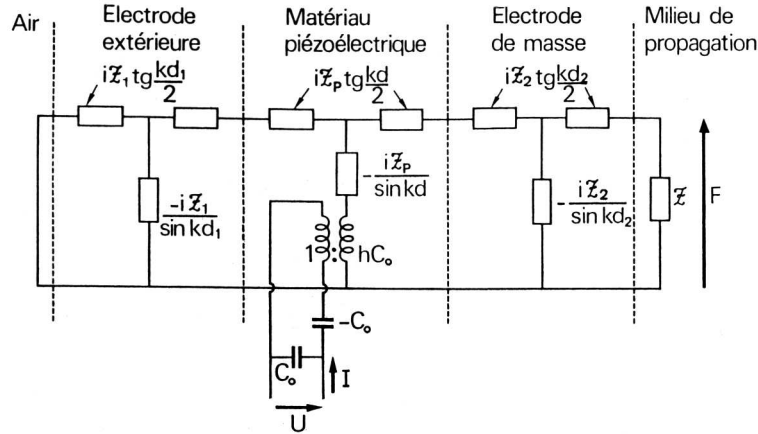 Air
Electrode
extérieure
Matériau
piézoélectrique
Electrode
de masse
Milieu de
propagation
iZ₁ tg kd₁/2
iZₚ tg kd/2
iZ₂ tg kd₂/2
-iZ₁/sin kd₁
-iZₚ/sin kd
-iZ₂/sin kd₂
Z
F
1 : hC₀
-C₀
C₀
I
U